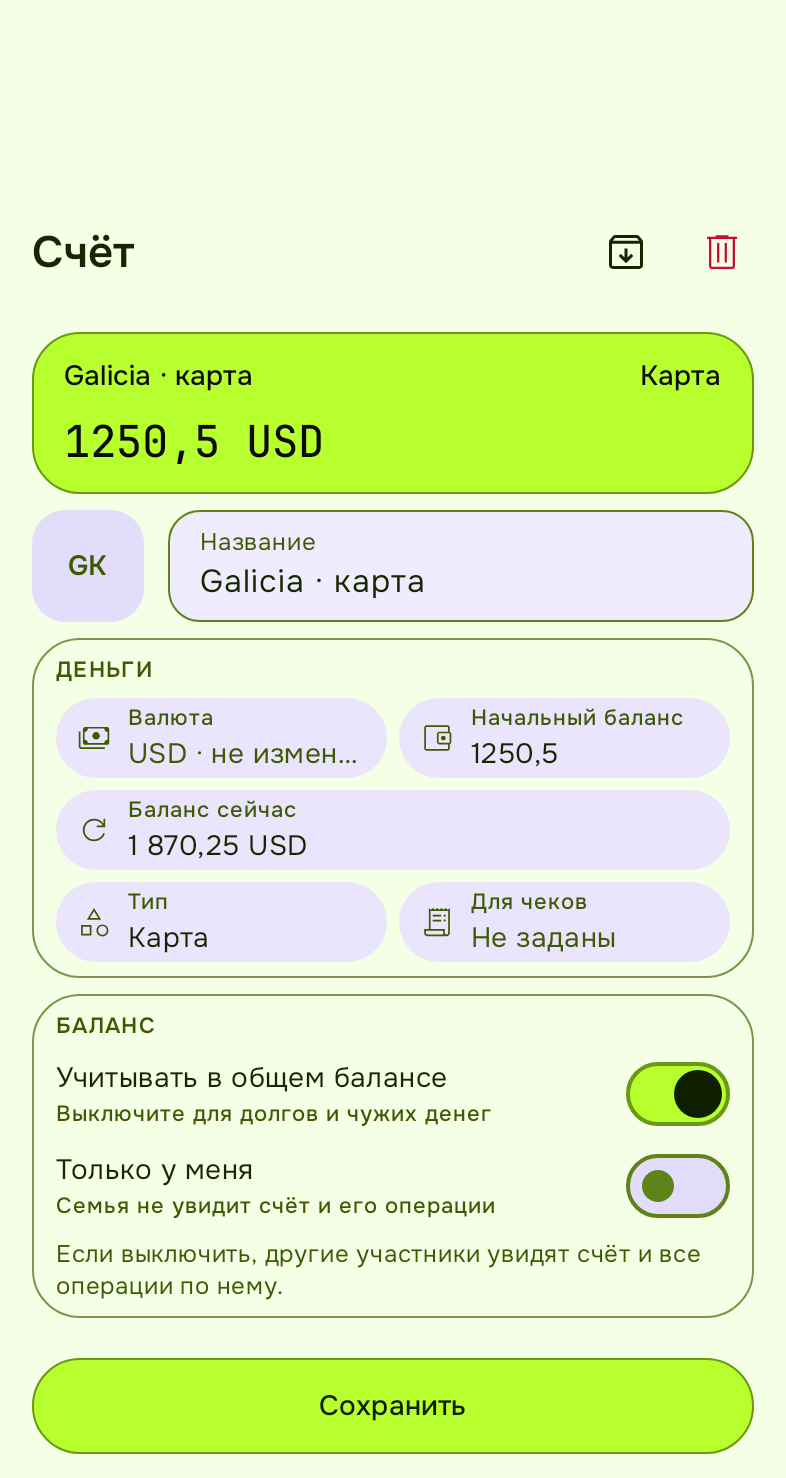 Счёт
Galicia · карта
Карта
1250,5 USD
GK
Название
Galicia · карта
ДЕНЬГИ
Валюта
USD · не измен...
Начальный баланс
1250,5
Баланс сейчас
1 870,25 USD
Тип
Карта
Для чеков
Не заданы
БАЛАНС
Учитывать в общем балансе
Выключите для долгов и чужих денег
Только у меня
Семья не увидит счёт и его операции
Если выключить, другие участники увидят счёт и все
операции по нему.
Сохранить